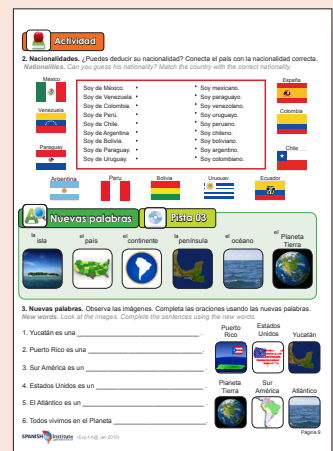 Actividad
2. Nacionalidades. ¿Puedes deducir su nacionalidad? Conecta el país con la nacionalidad correcta.
Nationalities. Can you guess his nationality? Match the country with the correct nationality.
México
España
Venezuela
Colombia
Paraguay
Chile
Soy de México. • • Soy mexicano.
Soy de Venezuela. • • Soy paraguayo.
Soy de Colombia. • • Soy venezolano.
Soy de Perú. • • Soy uruguayo.
Soy de Chile. • • Soy peruano.
Soy de Argentina • • Soy chileno.
Soy de Bolivia. • • Soy boliviano.
Soy de Paraguay. • • Soy argentino.
Soy de Uruguay. • • Soy colombiano.
Argentina Peru Bolivia Uruguay Ecuador
Nuevas palabras Pista 03
la isla
el país
el continente
la península
el océano
el Planeta Tierra
3. Nuevas palabras. Observa las imágenes. Completa las oraciones usando las nuevas palabras.
New words. Look at the images. Complete the sentences using the new words.
1. Yucatán es una ________________________ .
2. Puerto Rico es una ________________________.
3. Sur América es un ________________________ .
4. Estados Unidos es un ________________________ .
5. El Atlántico es un ________________________ .
6. Todos vivimos en el Planeta ________________________ .
Puerto Rico
Estados Unidos
Yucatán
Planeta Tierra
Sur América
Atlántico
SPANISH Institute
Página 9